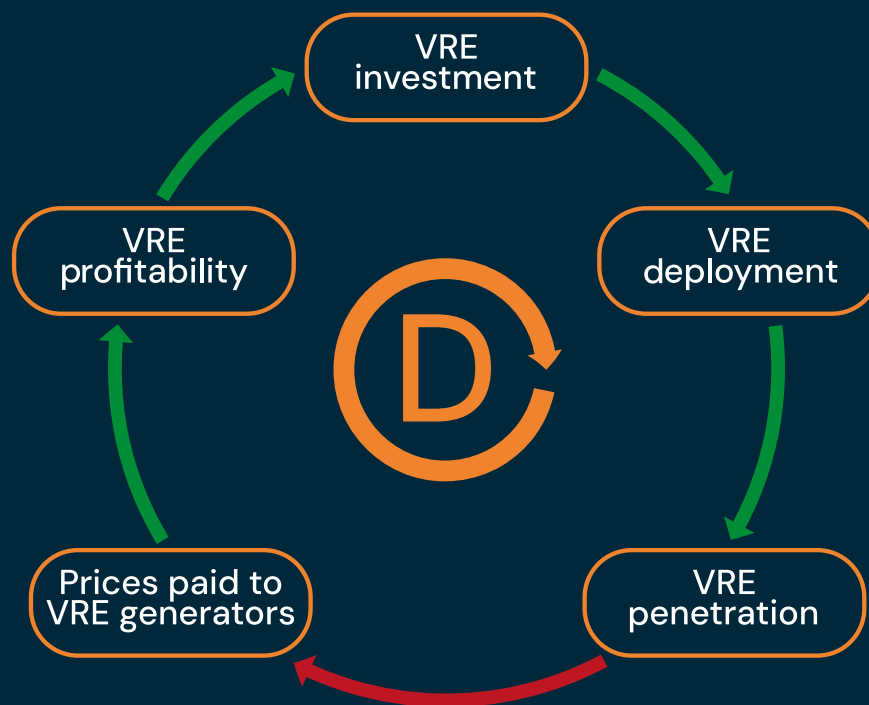 VRE
investment
VRE
profitability
VRE
deployment
D
Prices paid to
VRE generators
VRE
penetration